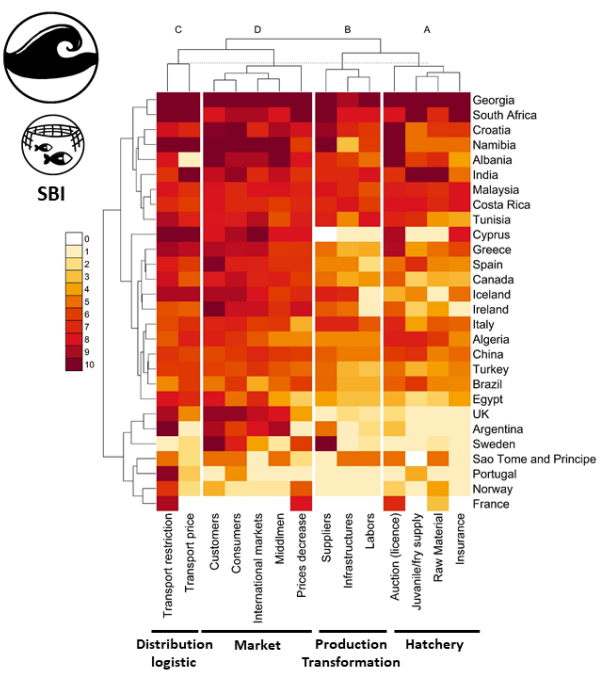 C D B A
SBI
0
1
2
3
4
5
6
7
8
9
10
Georgia
South Africa
Croatia
Namibia
Albania
India
Malaysia
Costa Rica
Tunisia
Cyprus
Greece
Spain
Canada
Iceland
Ireland
Italy
Algeria
China
Turkey
Brazil
Egypt
UK
Argentina
Sweden
Sao Tome and Principe
Portugal
Norway
France
Transport restriction
Transport price
Customers
Consumers
International markets
Middlmen
Prices decrease
Suppliers
Infrastructures
Labors
Auction (licence)
Juvanile/fry supply
Raw Material
Insurance
Distribution
logistic
Market
Production
Transformation
Hatchery